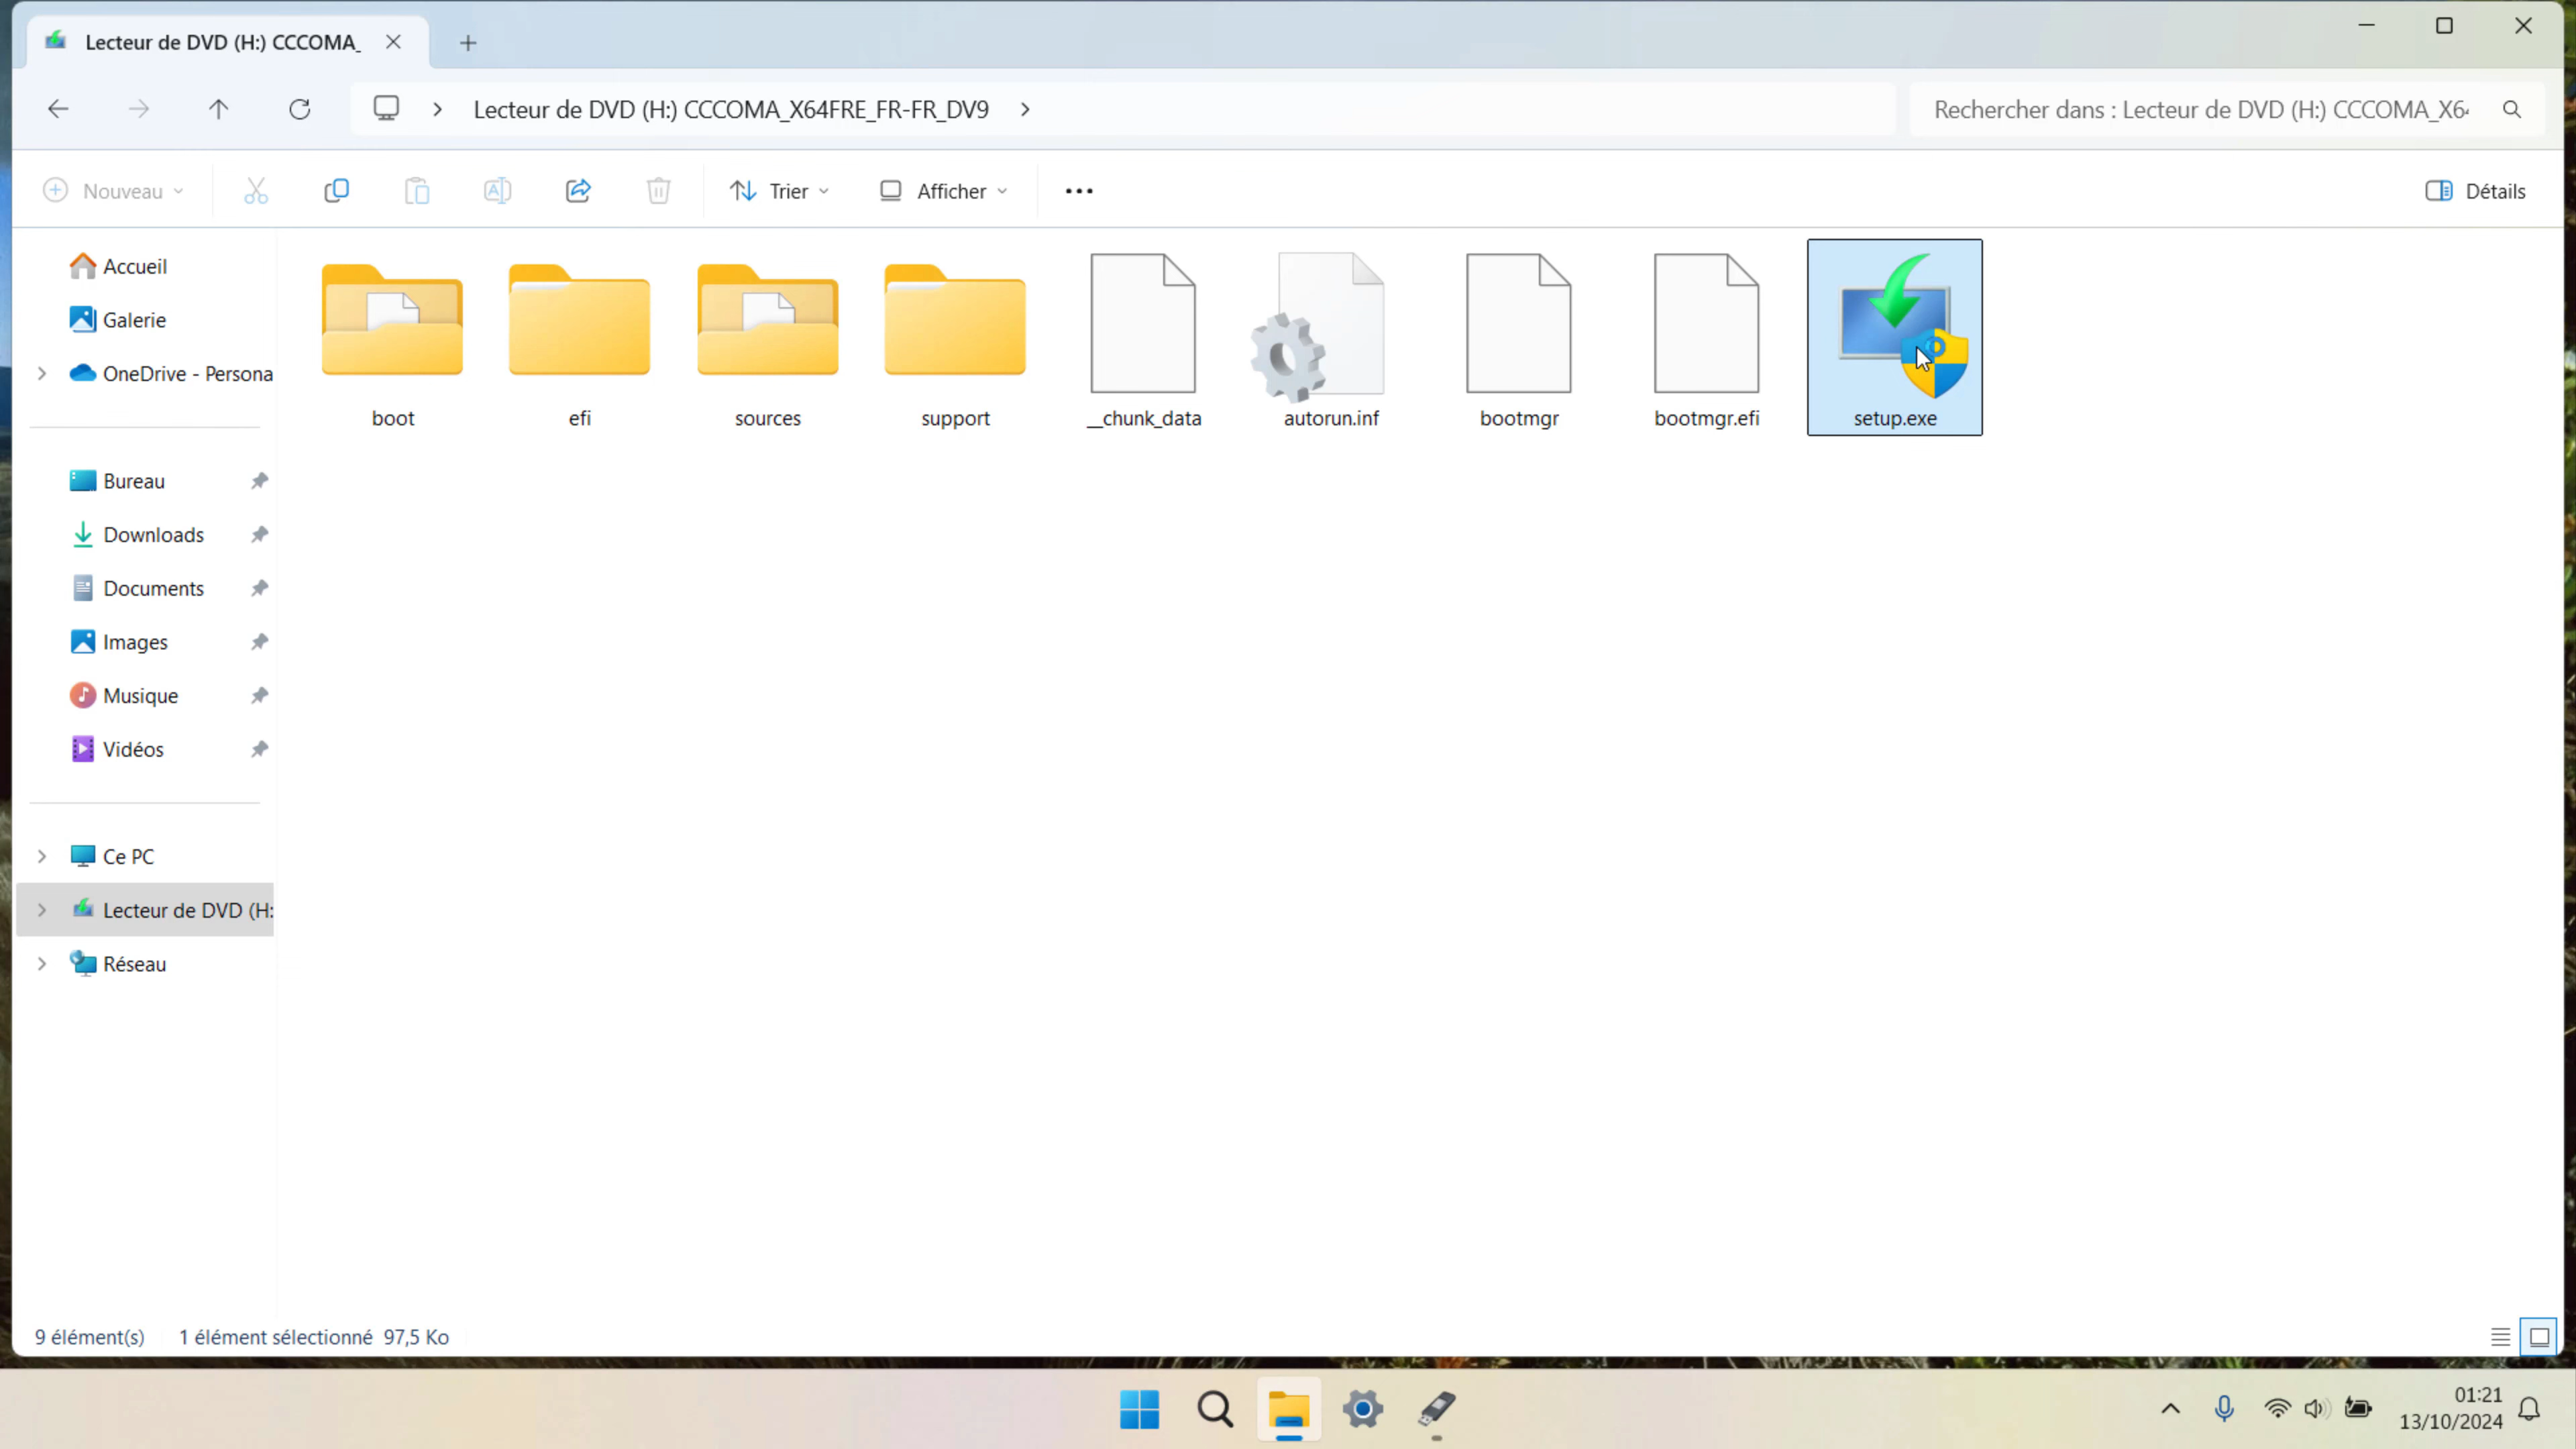 Lecteur de DVD (H:) CCCOMA_
Lecteur de DVD (H:) CCCOMA_X64FRE_FR-FR_DV9
Rechercher dans : Lecteur de DVD (H:) CCCOMA_X64
Nouveau
Trier
Afficher
Détails
Accueil
Galerie
OneDrive - Persona
Bureau
Downloads
Documents
Images
Musique
Vidéos
Ce PC
Lecteur de DVD (H:
Réseau
boot
efi
sources
support
__chunk_data
autorun.inf
bootmgr
bootmgr.efi
setup.exe
9 élément(s)
1 élément sélectionné 97,5 Ko
01:21
13/10/2024